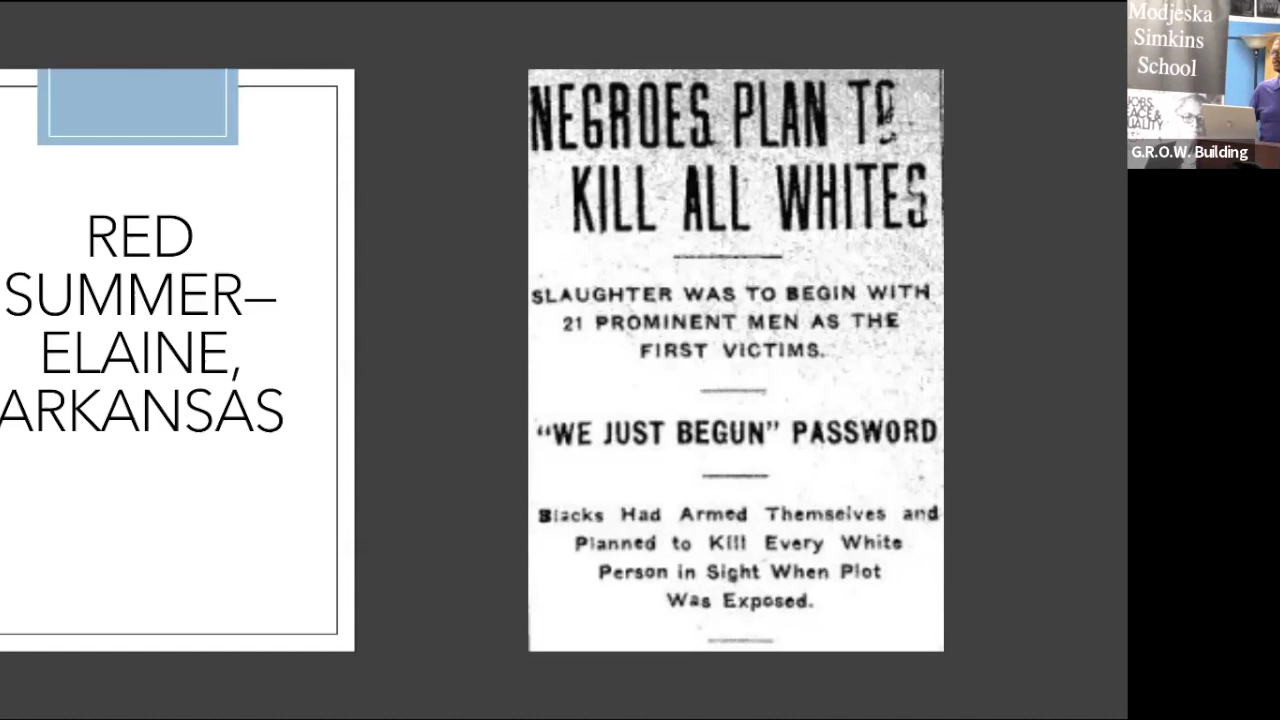 RED
SUMMER–
ELAINE,
ARKANSAS
NEGROES PLAN TO
KILL ALL WHITES
SLAUGHTER WAS TO BEGIN WITH
21 PROMINENT MEN AS THE
FIRST VICTIMS.
"WE JUST BEGUN" PASSWORD
Blacks Had Armed Themselves and
Planned to Kill Every White
Person in Sight When Plot
Was Exposed.
Modjeska
Simkins
School
G.R.O.W. Building